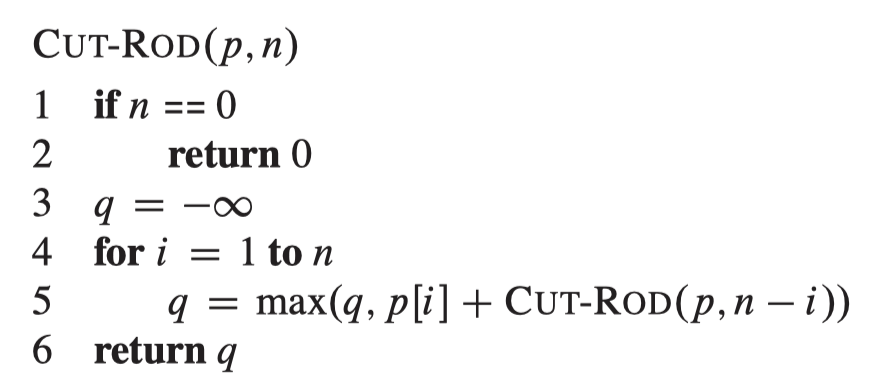 CUT-ROD(p, n)
1 if n == 0
2 return 0
3 q = −∞
4 for i = 1 to n
5 q = max(q, p[i] + CUT-ROD(p, n − i))
6 return q